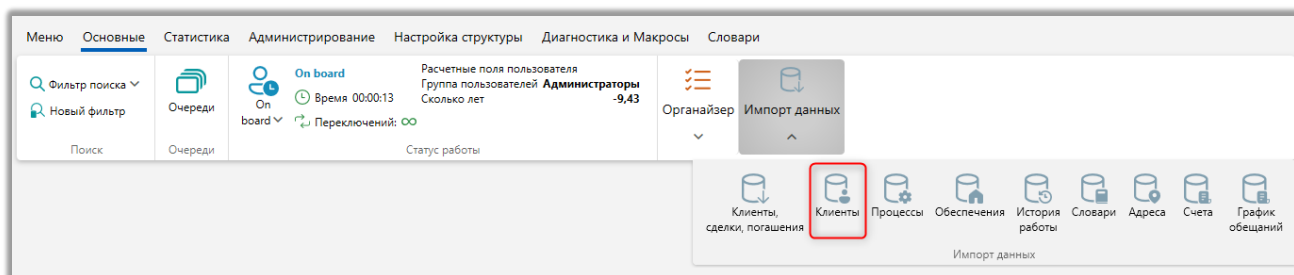 Меню Основные Статистика Администрирование Настройка структуры Диагностика и Макросы Словари
Фильтр поиска
Новый фильтр
Поиск
Очереди
Очереди
On
board
On board
Время 00:00:13
Переключений: ∞
Расчетные поля пользователя
Группа пользователей Администраторы
Сколько лет -9,43
Статус работы
Органайзер
Импорт данных
Клиенты,
сделки, погашения
Клиенты
Процессы
Обеспечения
История
работы
Словари
Адреса
Счета
График
обещаний
Импорт данных